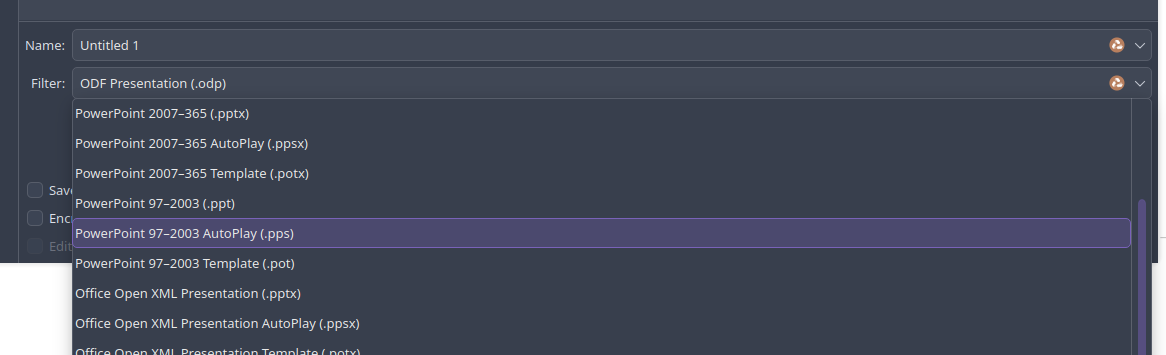 Name: Untitled 1
Filter: ODF Presentation (.odp)
PowerPoint 2007–365 (.pptx)
PowerPoint 2007–365 AutoPlay (.ppsx)
PowerPoint 2007–365 Template (.potx)
Save
PowerPoint 97–2003 (.ppt)
Enc
PowerPoint 97–2003 AutoPlay (.pps)
Edit
PowerPoint 97–2003 Template (.pot)
Office Open XML Presentation (.pptx)
Office Open XML Presentation AutoPlay (.ppsx)
Office Open XML Presentation Template (.potx)